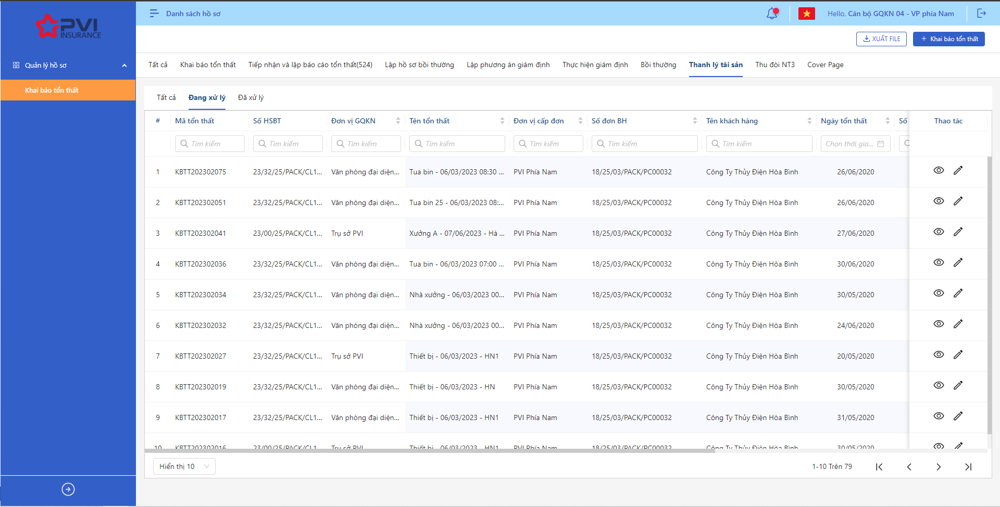 PVI
INSURANCE
Quản lý hồ sơ
Khai báo tổn thất
Danh sách hồ sơ
Hello, Cán bộ GQKN 04 - VP phía Nam
XUẤT FILE
+ Khai báo tổn thất
Tất cả Khai báo tổn thất Tiếp nhận và lập báo cáo tổn thất(524) Lập hồ sơ bồi thường Lập phương án giám định Thực hiện giám định Bồi thường Thanh lý tài sản Thu đòi NT3 Cover Page
Tất cả Đang xử lý Đã xử lý
# Mã tổn thất Số HSBT Đơn vị GQKN Tên tổn thất Đơn vị cấp đơn Số đơn BH Tên khách hàng Ngày tổn thất Số Thao tác
Tìm kiếm Tìm kiếm Tìm kiếm Tìm kiếm Tìm kiếm Tìm kiếm Tìm kiếm Chọn thời gia...
1 KBTT202302075 23/32/25/PACK/CL1... Văn phòng đại diện... Tua bin - 06/03/2023 08:30 ... PVI Phía Nam 18/25/03/PACK/PC00032 Công Ty Thủy Điện Hòa Bình 26/06/2020
2 KBTT202302051 23/32/25/PACK/CL1... Văn phòng đại diện... Tua bin 25 - 06/03/2023 08:... PVI Phía Nam 18/25/03/PACK/PC00032 Công Ty Thủy Điện Hòa Bình 26/06/2020
3 KBTT202302041 23/00/25/PACK/CL1... Trụ sở PVI Xưởng A - 07/06/2023 - Hà ... PVI Phía Nam 18/25/03/PACK/PC00032 Công Ty Thủy Điện Hòa Bình 27/06/2020
4 KBTT202302036 23/32/25/PACK/CL1... Văn phòng đại diện... Tua bin - 06/03/2023 07:00 ... PVI Phía Nam 18/25/03/PACK/PC00032 Công Ty Thủy Điện Hòa Bình 30/06/2020
5 KBTT202302034 23/32/25/PACK/CL1... Văn phòng đại diện... Nhà xưởng - 06/03/2023 00... PVI Phía Nam 18/25/03/PACK/PC00032 Công Ty Thủy Điện Hòa Bình 30/05/2020
6 KBTT202302032 23/32/25/PACK/CL1... Văn phòng đại diện... Nhà xưởng - 06/03/2023 00... PVI Phía Nam 18/25/03/PACK/PC00032 Công Ty Thủy Điện Hòa Bình 24/06/2020
7 KBTT202302027 23/32/25/PACK/CL1... Trụ sở PVI Thiết bị - 06/03/2023 - HN1 PVI Phía Nam 18/25/03/PACK/PC00032 Công Ty Thủy Điện Hòa Bình 20/05/2020
8 KBTT202302019 23/32/25/PACK/CL1... Văn phòng đại diện... Thiết bị - 06/03/2023 - HN PVI Phía Nam 18/25/03/PACK/PC00032 Công Ty Thủy Điện Hòa Bình 30/05/2020
9 KBTT202302017 23/32/25/PACK/CL1... Văn phòng đại diện... Thiết bị - 06/03/2023 - HN1 PVI Phía Nam 18/25/03/PACK/PC00032 Công Ty Thủy Điện Hòa Bình 31/05/2020
10 KBTT202302016 23/00/25/PACK/CL1... Trụ sở PVI Thiết bị - 06/03/2023 - HN1 PVI Phía Nam 18/25/03/PACK/PC00032 Công Ty Thủy Điện Hòa Bình 30/05/2020
Hiển thị 10
1-10 Trên 79